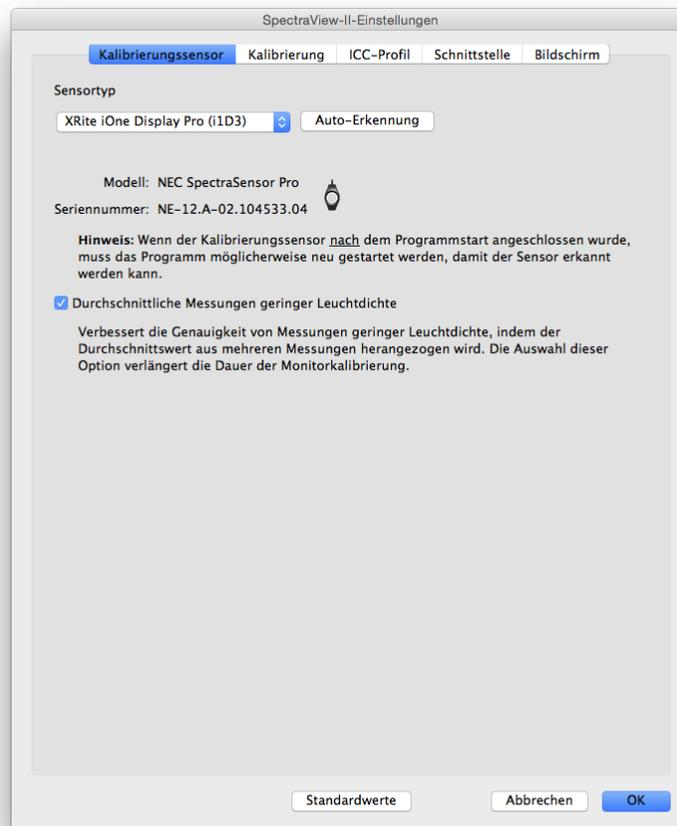 SpectraView-II-Einstellungen
Kalibrierungssensor Kalibrierung ICC-Profil Schnittstelle Bildschirm
Sensortyp
XRite iOne Display Pro (i1D3) Auto-Erkennung
Modell: NEC SpectraSensor Pro
Seriennummer: NE-12.A-02.104533.04
Hinweis: Wenn der Kalibrierungssensor nach dem Programmstart angeschlossen wurde,
muss das Programm möglicherweise neu gestartet werden, damit der Sensor erkannt
werden kann.
Durchschnittliche Messungen geringer Leuchtdichte
Verbessert die Genauigkeit von Messungen geringer Leuchtdichte, indem der
Durchschnittswert aus mehreren Messungen herangezogen wird. Die Auswahl dieser
Option verlängert die Dauer der Monitorkalibrierung.
Standardwerte Abbrechen OK